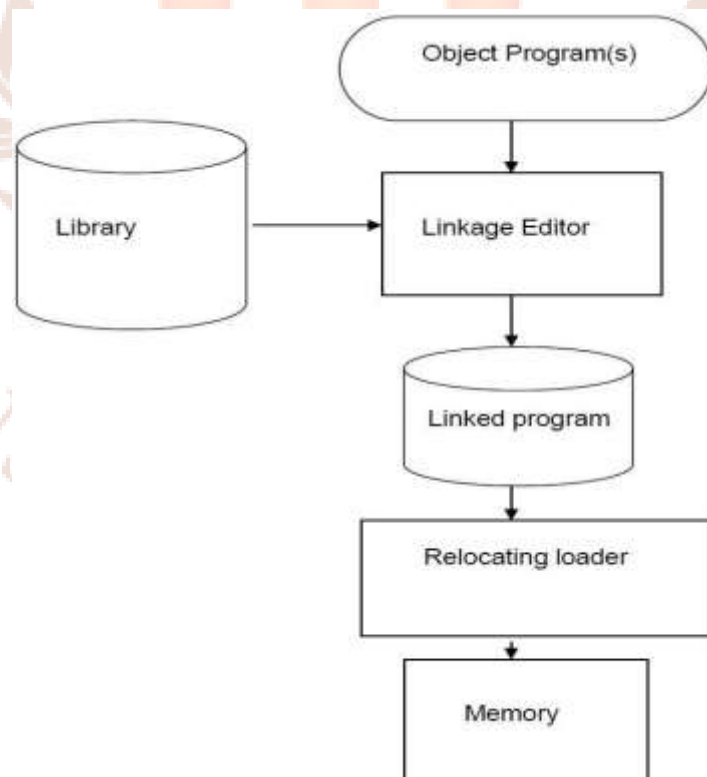 Object Program(s)
Library
Linkage Editor
Linked program
Relocating loader
Memory